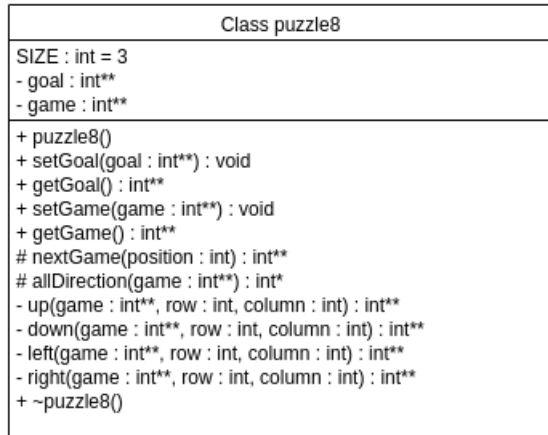 Class puzzle8
SIZE : int = 3
- goal : int**
- game : int**
+ puzzle8()
+ setGoal(goal : int**) : void
+ getGoal() : int**
+ setGame(game : int**) : void
+ getGame() : int**
# nextGame(position : int) : int**
# allDirection(game : int**) : int*
- up(game : int**, row : int, column : int) : int**
- down(game : int**, row : int, column : int) : int**
- left(game : int**, row : int, column : int) : int**
- right(game : int**, row : int, column : int) : int**
+ ~puzzle8()